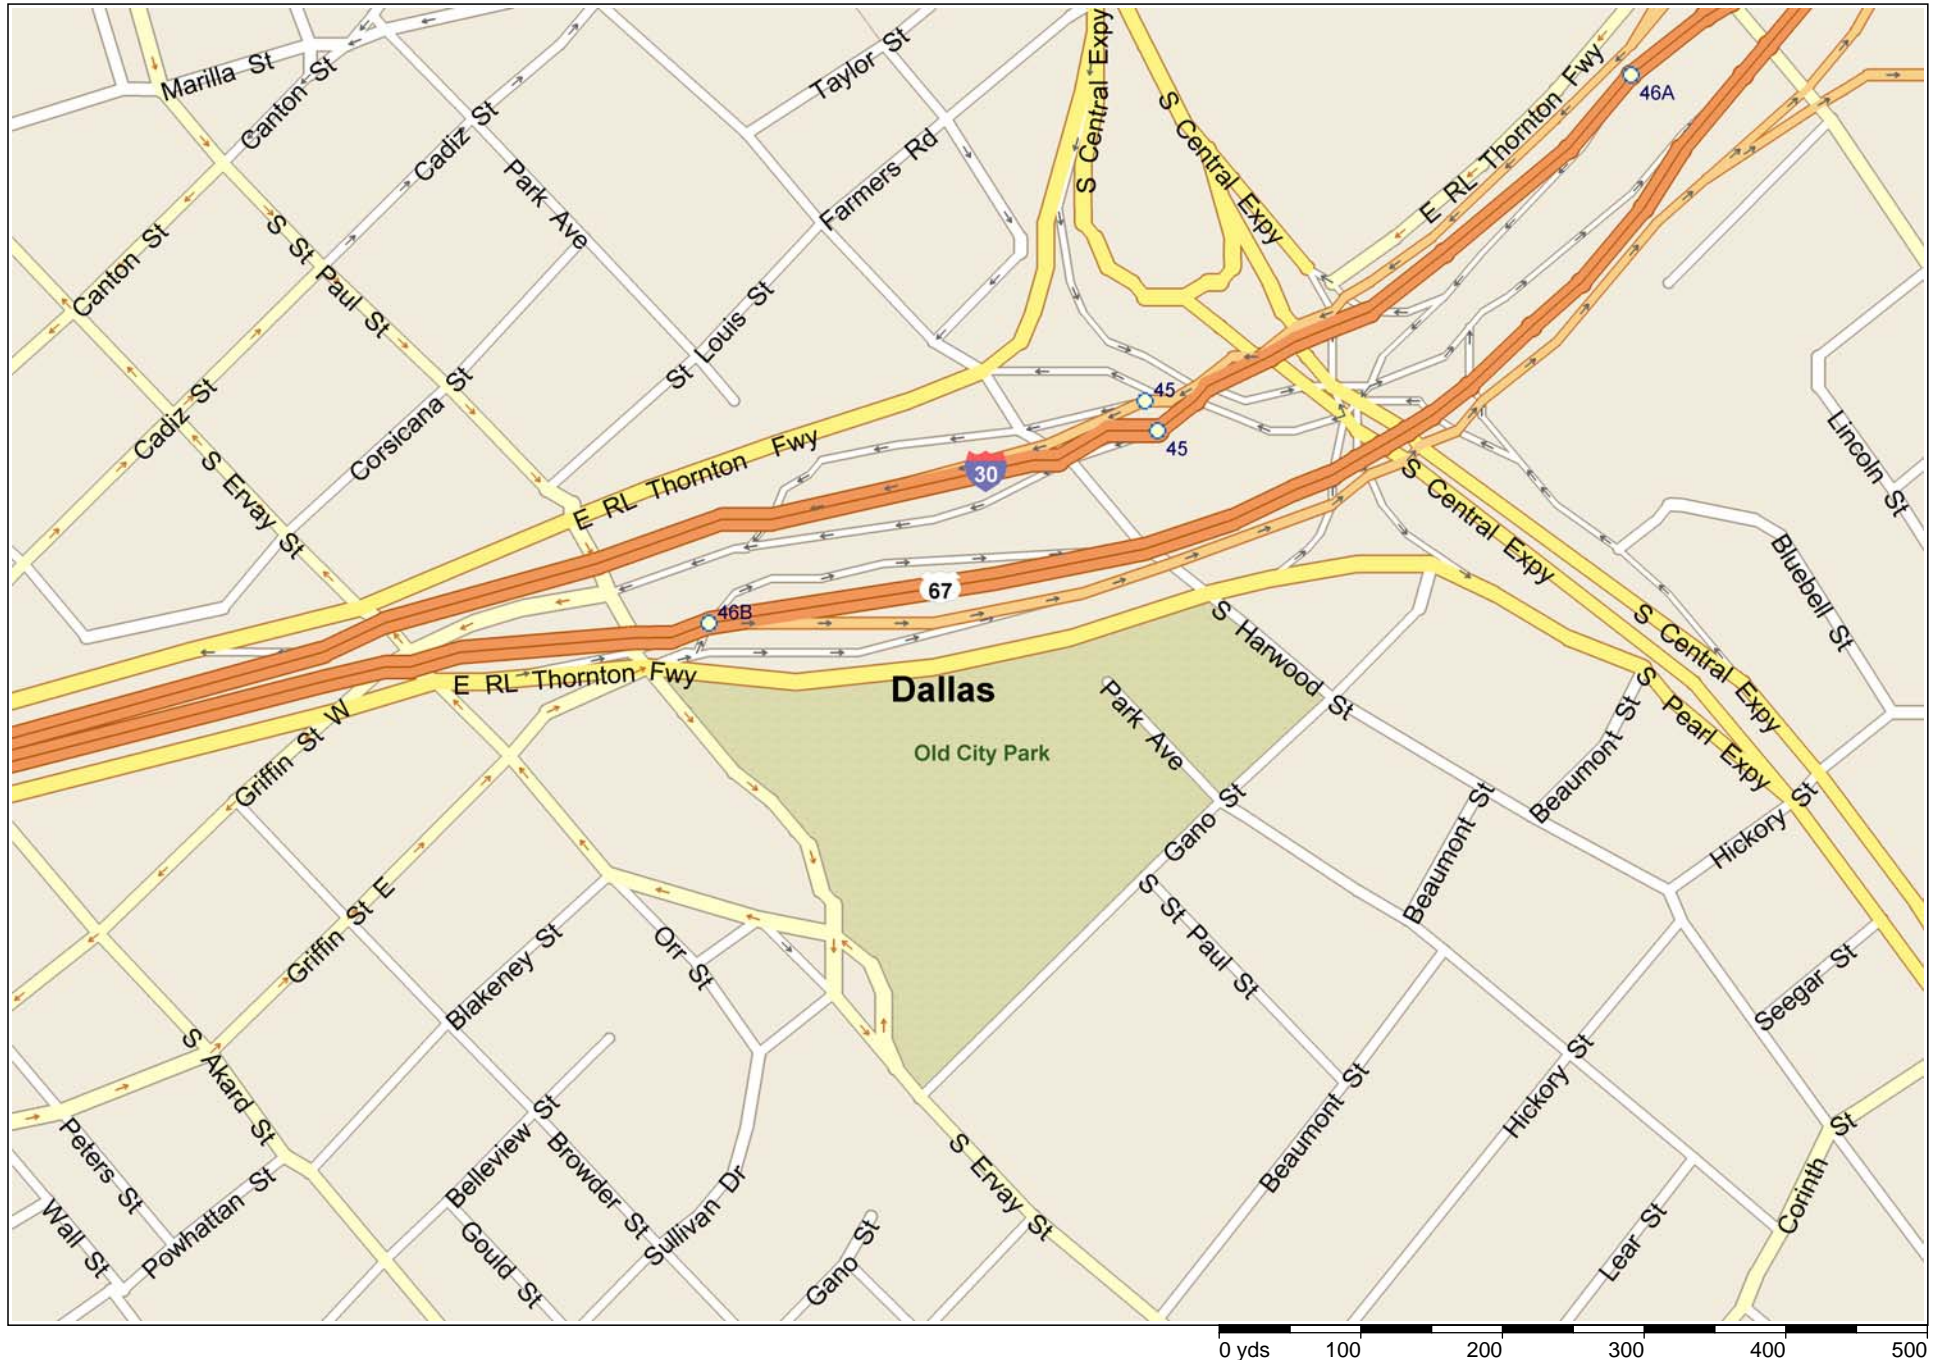 Marilla St
Canton St
Cadiz St
Park Ave
Taylor St
Farmers Rd
S Central Expy
S Central Expy
E RL Thornton Fwy
46A
Canton St
S St Paul St
St Louis St
Cadiz St
Corsicana St
S Ervay St
E RL Thornton Fwy
30
45
45
Lincoln St
S Central Expy
Bluebell St
67
46B
E RL Thornton Fwy
S Harwood St
S Central Expy
Dallas
Old City Park
Park Ave
Griffin St W
Beaumont St
S Pearl Expy
Gano St
Beaumont St
Hickory St
Griffin St E
Blakeney St
Orr St
S St Paul St
Seegar St
S Akard St
Peters St
Wall St
Powhattan St
Belleview St
Browder St
Gould St
Sullivan Dr
Gano St
S Ervay St
Beaumont St
Hickory St
Lear St
Corinth St
0 yds 100 200 300 400 500